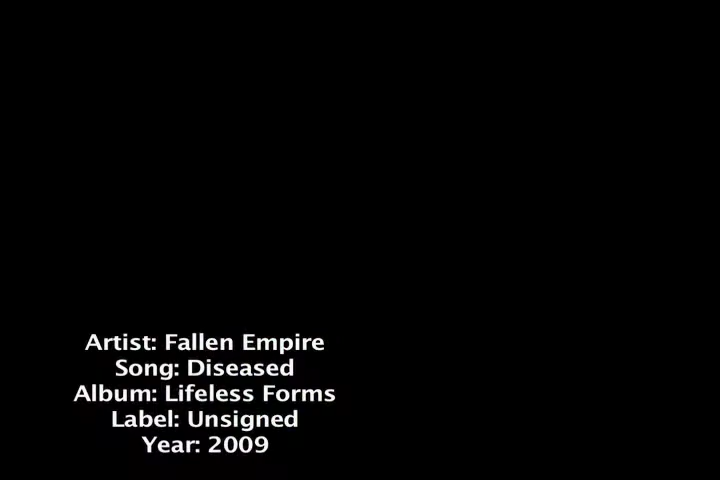 Artist: Fallen Empire
Song: Diseased
Album: Lifeless Forms
Label: Unsigned
Year: 2009